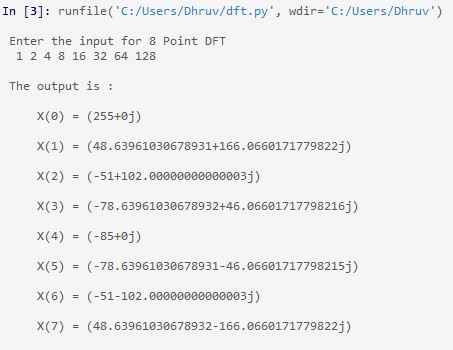 In [3]: runfile('C:/Users/Dhruv/dft.py', wdir='C:/Users/Dhruv')
Enter the input for 8 Point DFT
1 2 4 8 16 32 64 128
The output is :
X(0) = (255+0j)
X(1) = (48.63961030678931+166.0660171779822j)
X(2) = (-51+102.00000000000003j)
X(3) = (-78.63961030678932+46.06601717798216j)
X(4) = (-85+0j)
X(5) = (-78.63961030678931-46.06601717798215j)
X(6) = (-51-102.00000000000003j)
X(7) = (48.63961030678932-166.0660171779822j)